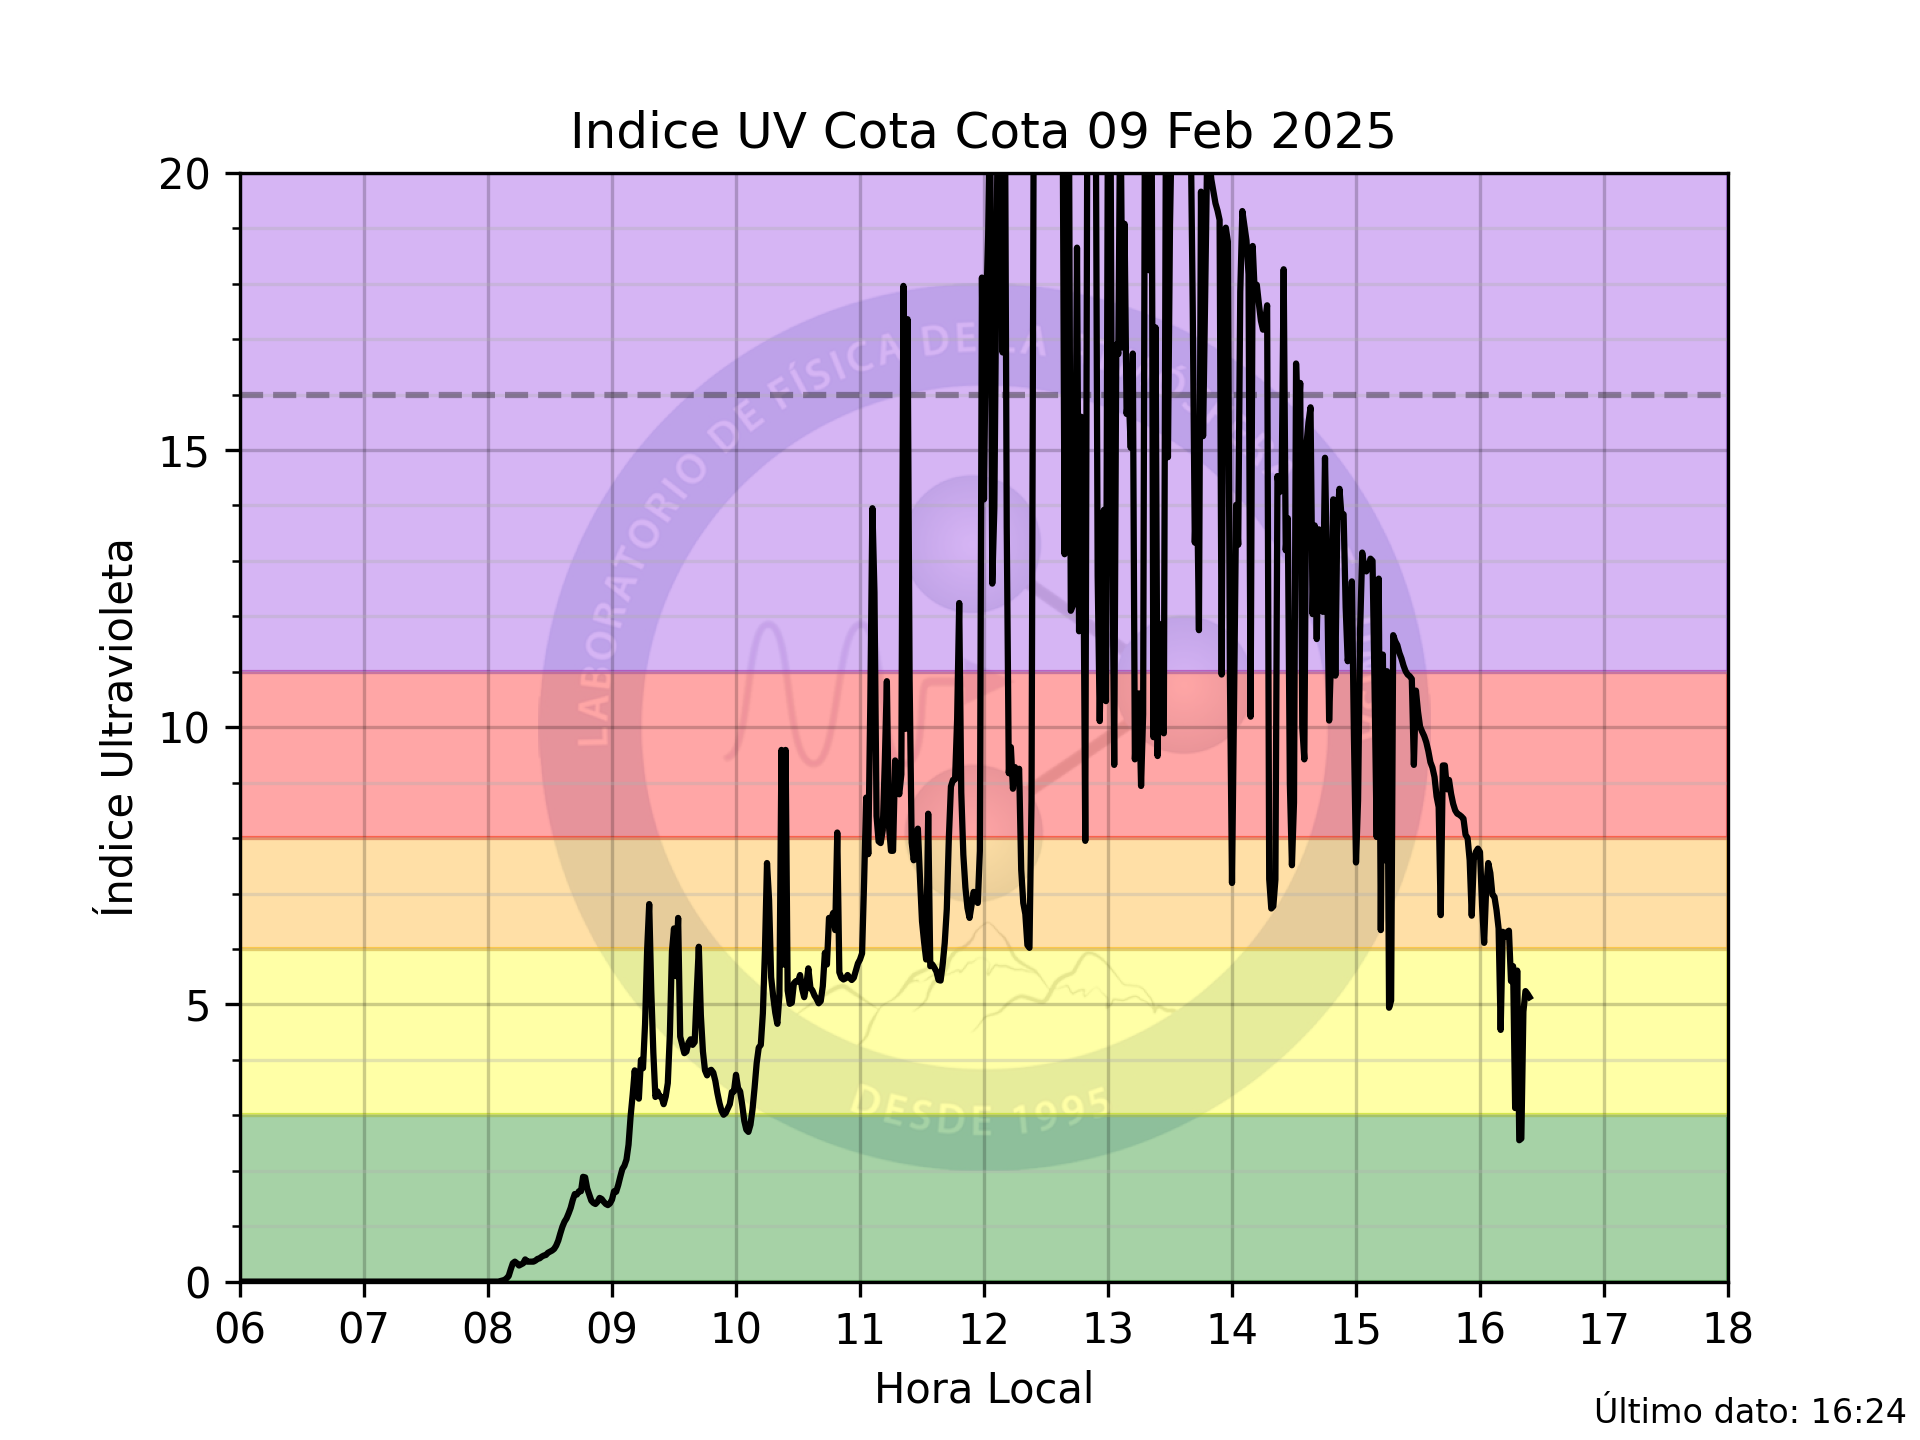 Indice UV Cota Cota 09 Feb 2025
20
15
10
5
0
Índice Ultravioleta
06 07 08 09 10 11 12 13 14 15 16 17 18
Hora Local
Último dato: 16:24
LABORATORIO DE FÍSICA DE LA
DESDE 1995